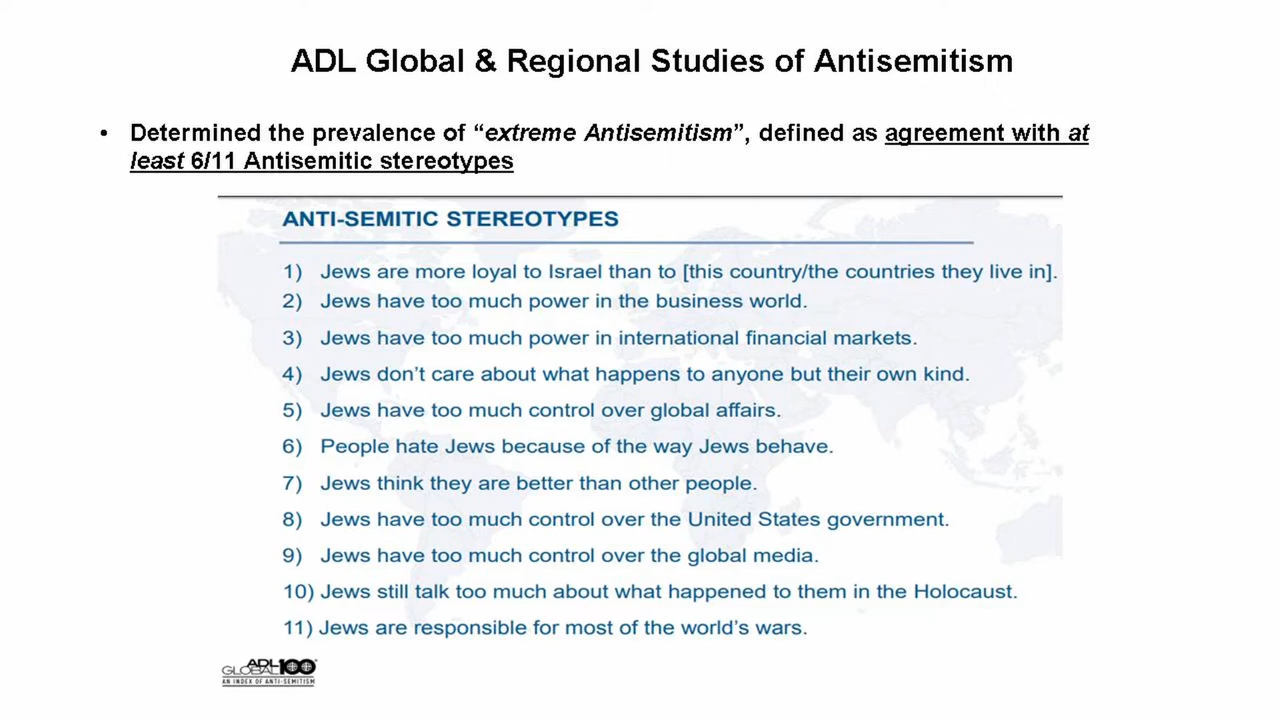 ADL Global & Regional Studies of Antisemitism
• Determined the prevalence of “extreme Antisemitism”, defined as agreement with at
least 6/11 Antisemitic stereotypes
ANTI-SEMITIC STEREOTYPES
1) Jews are more loyal to Israel than to [this country/the countries they live in].
2) Jews have too much power in the business world.
3) Jews have too much power in international financial markets.
4) Jews don’t care about what happens to anyone but their own kind.
5) Jews have too much control over global affairs.
6) People hate Jews because of the way Jews behave.
7) Jews think they are better than other people.
8) Jews have too much control over the United States government.
9) Jews have too much control over the global media.
10) Jews still talk too much about what happened to them in the Holocaust.
11) Jews are responsible for most of the world’s wars.
ADL
GLOBAL 100
AN INDEX OF ANTI-SEMITISM